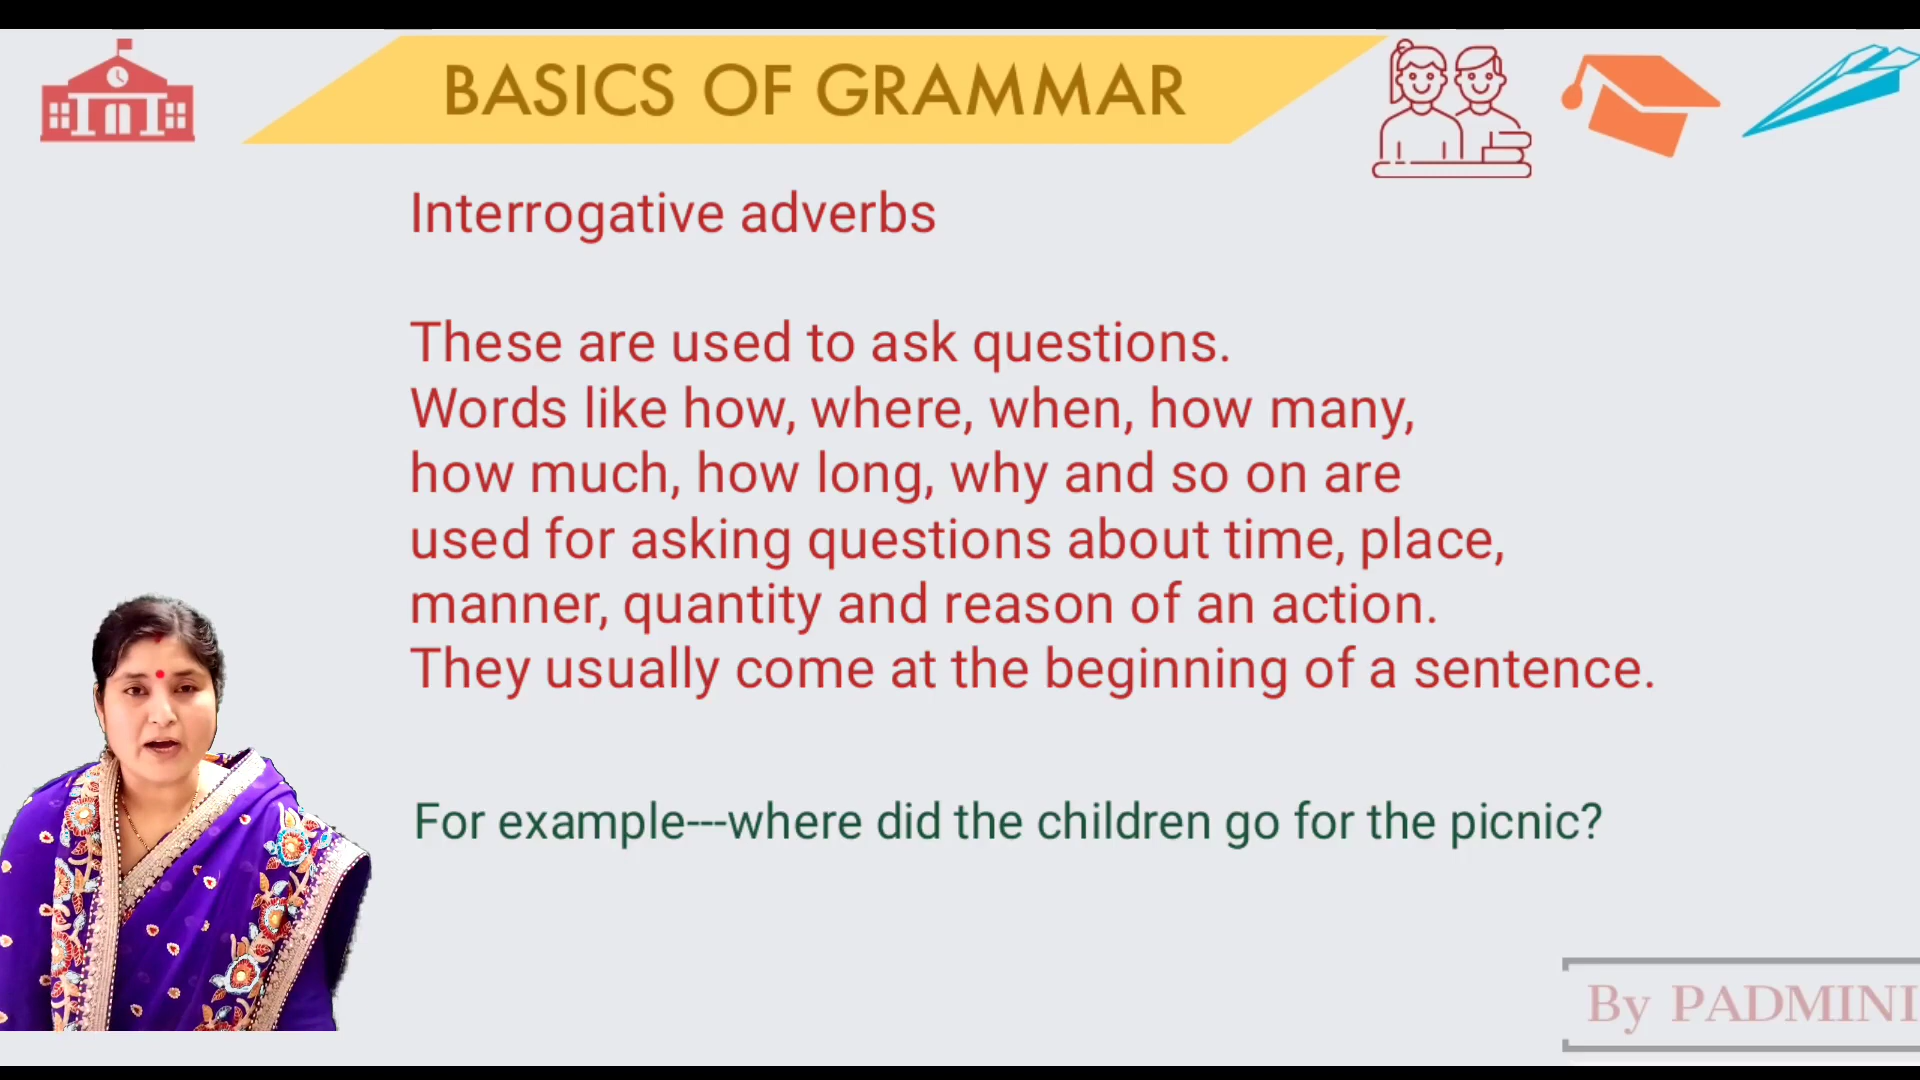 BASICS OF GRAMMAR
Interrogative adverbs
These are used to ask questions.
Words like how, where, when, how many,
how much, how long, why and so on are
used for asking questions about time, place,
manner, quantity and reason of an action.
They usually come at the beginning of a sentence.
For example---where did the children go for the picnic?
By PADMINI